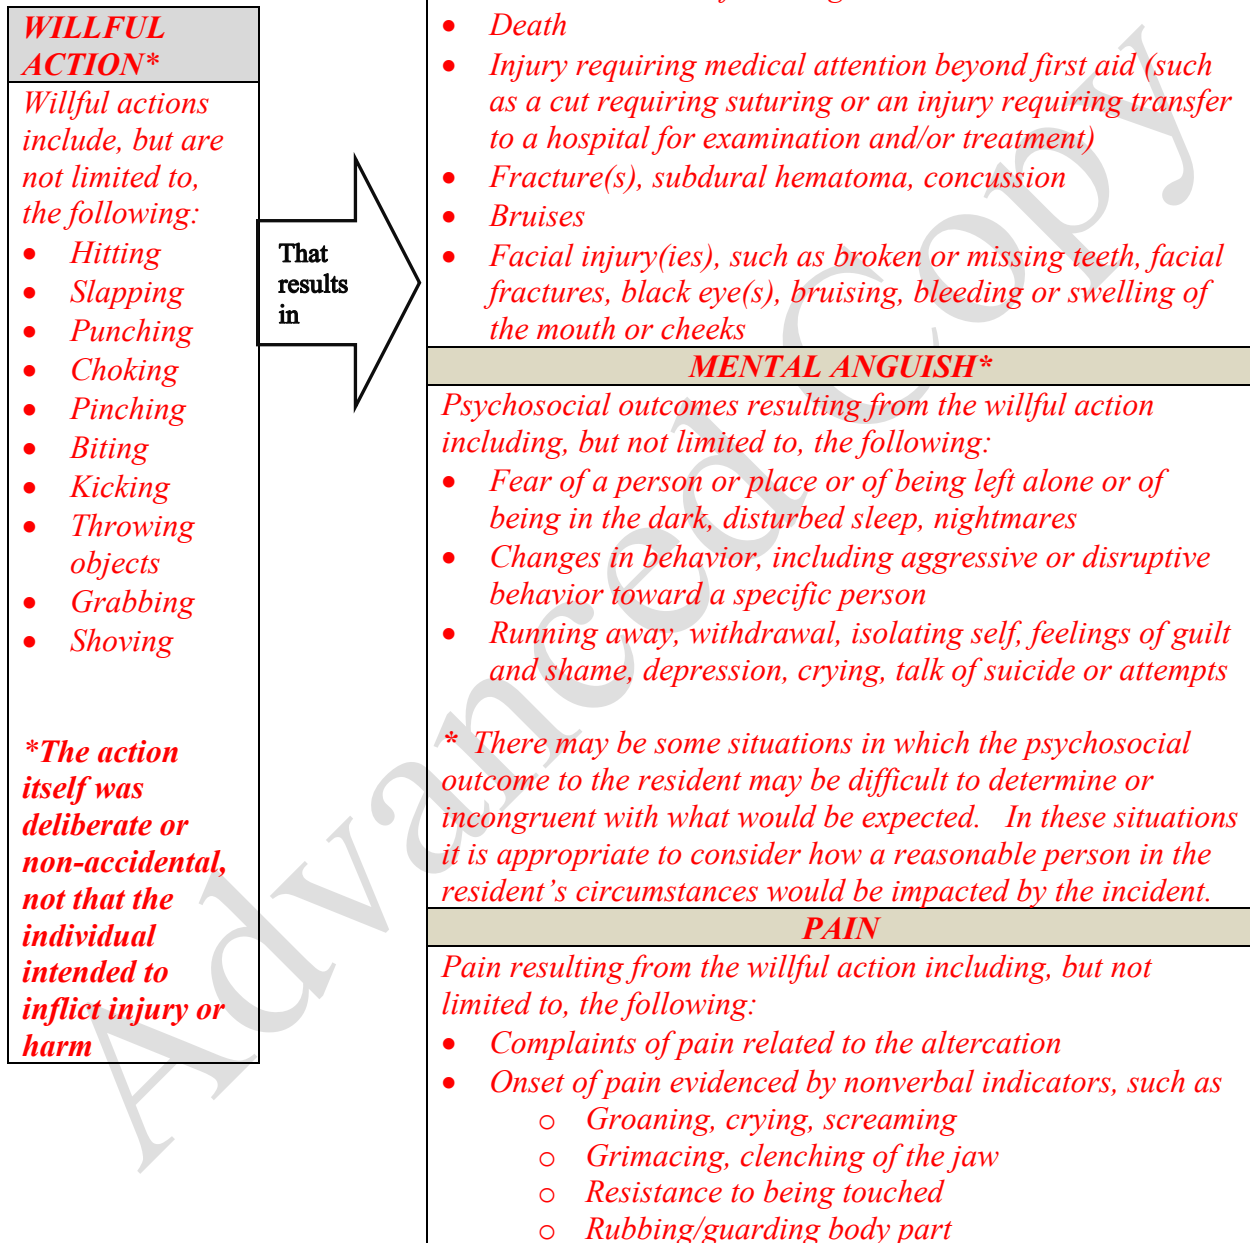 WILLFUL
ACTION*
Willful actions
include, but are
not limited to,
the following:
• Hitting
• Slapping
• Punching
• Choking
• Pinching
• Biting
• Kicking
• Throwing
objects
• Grabbing
• Shoving
*The action
itself was
deliberate or
non-accidental,
not that the
individual
intended to
inflict injury or
harm
That
results
in
• Death
• Injury requiring medical attention beyond first aid (such
as a cut requiring suturing or an injury requiring transfer
to a hospital for examination and/or treatment)
• Fracture(s), subdural hematoma, concussion
• Bruises
• Facial injury(ies), such as broken or missing teeth, facial
fractures, black eye(s), bruising, bleeding or swelling of
the mouth or cheeks
MENTAL ANGUISH*
Psychosocial outcomes resulting from the willful action
including, but not limited to, the following:
• Fear of a person or place or of being left alone or of
being in the dark, disturbed sleep, nightmares
• Changes in behavior, including aggressive or disruptive
behavior toward a specific person
• Running away, withdrawal, isolating self, feelings of guilt
and shame, depression, crying, talk of suicide or attempts
* There may be some situations in which the psychosocial
outcome to the resident may be difficult to determine or
incongruent with what would be expected. In these situations
it is appropriate to consider how a reasonable person in the
resident's circumstances would be impacted by the incident.
PAIN
Pain resulting from the willful action including, but not
limited to, the following:
• Complaints of pain related to the altercation
• Onset of pain evidenced by nonverbal indicators, such as
o Groaning, crying, screaming
o Grimacing, clenching of the jaw
o Resistance to being touched
o Rubbing/guarding body part
Advanced Copy